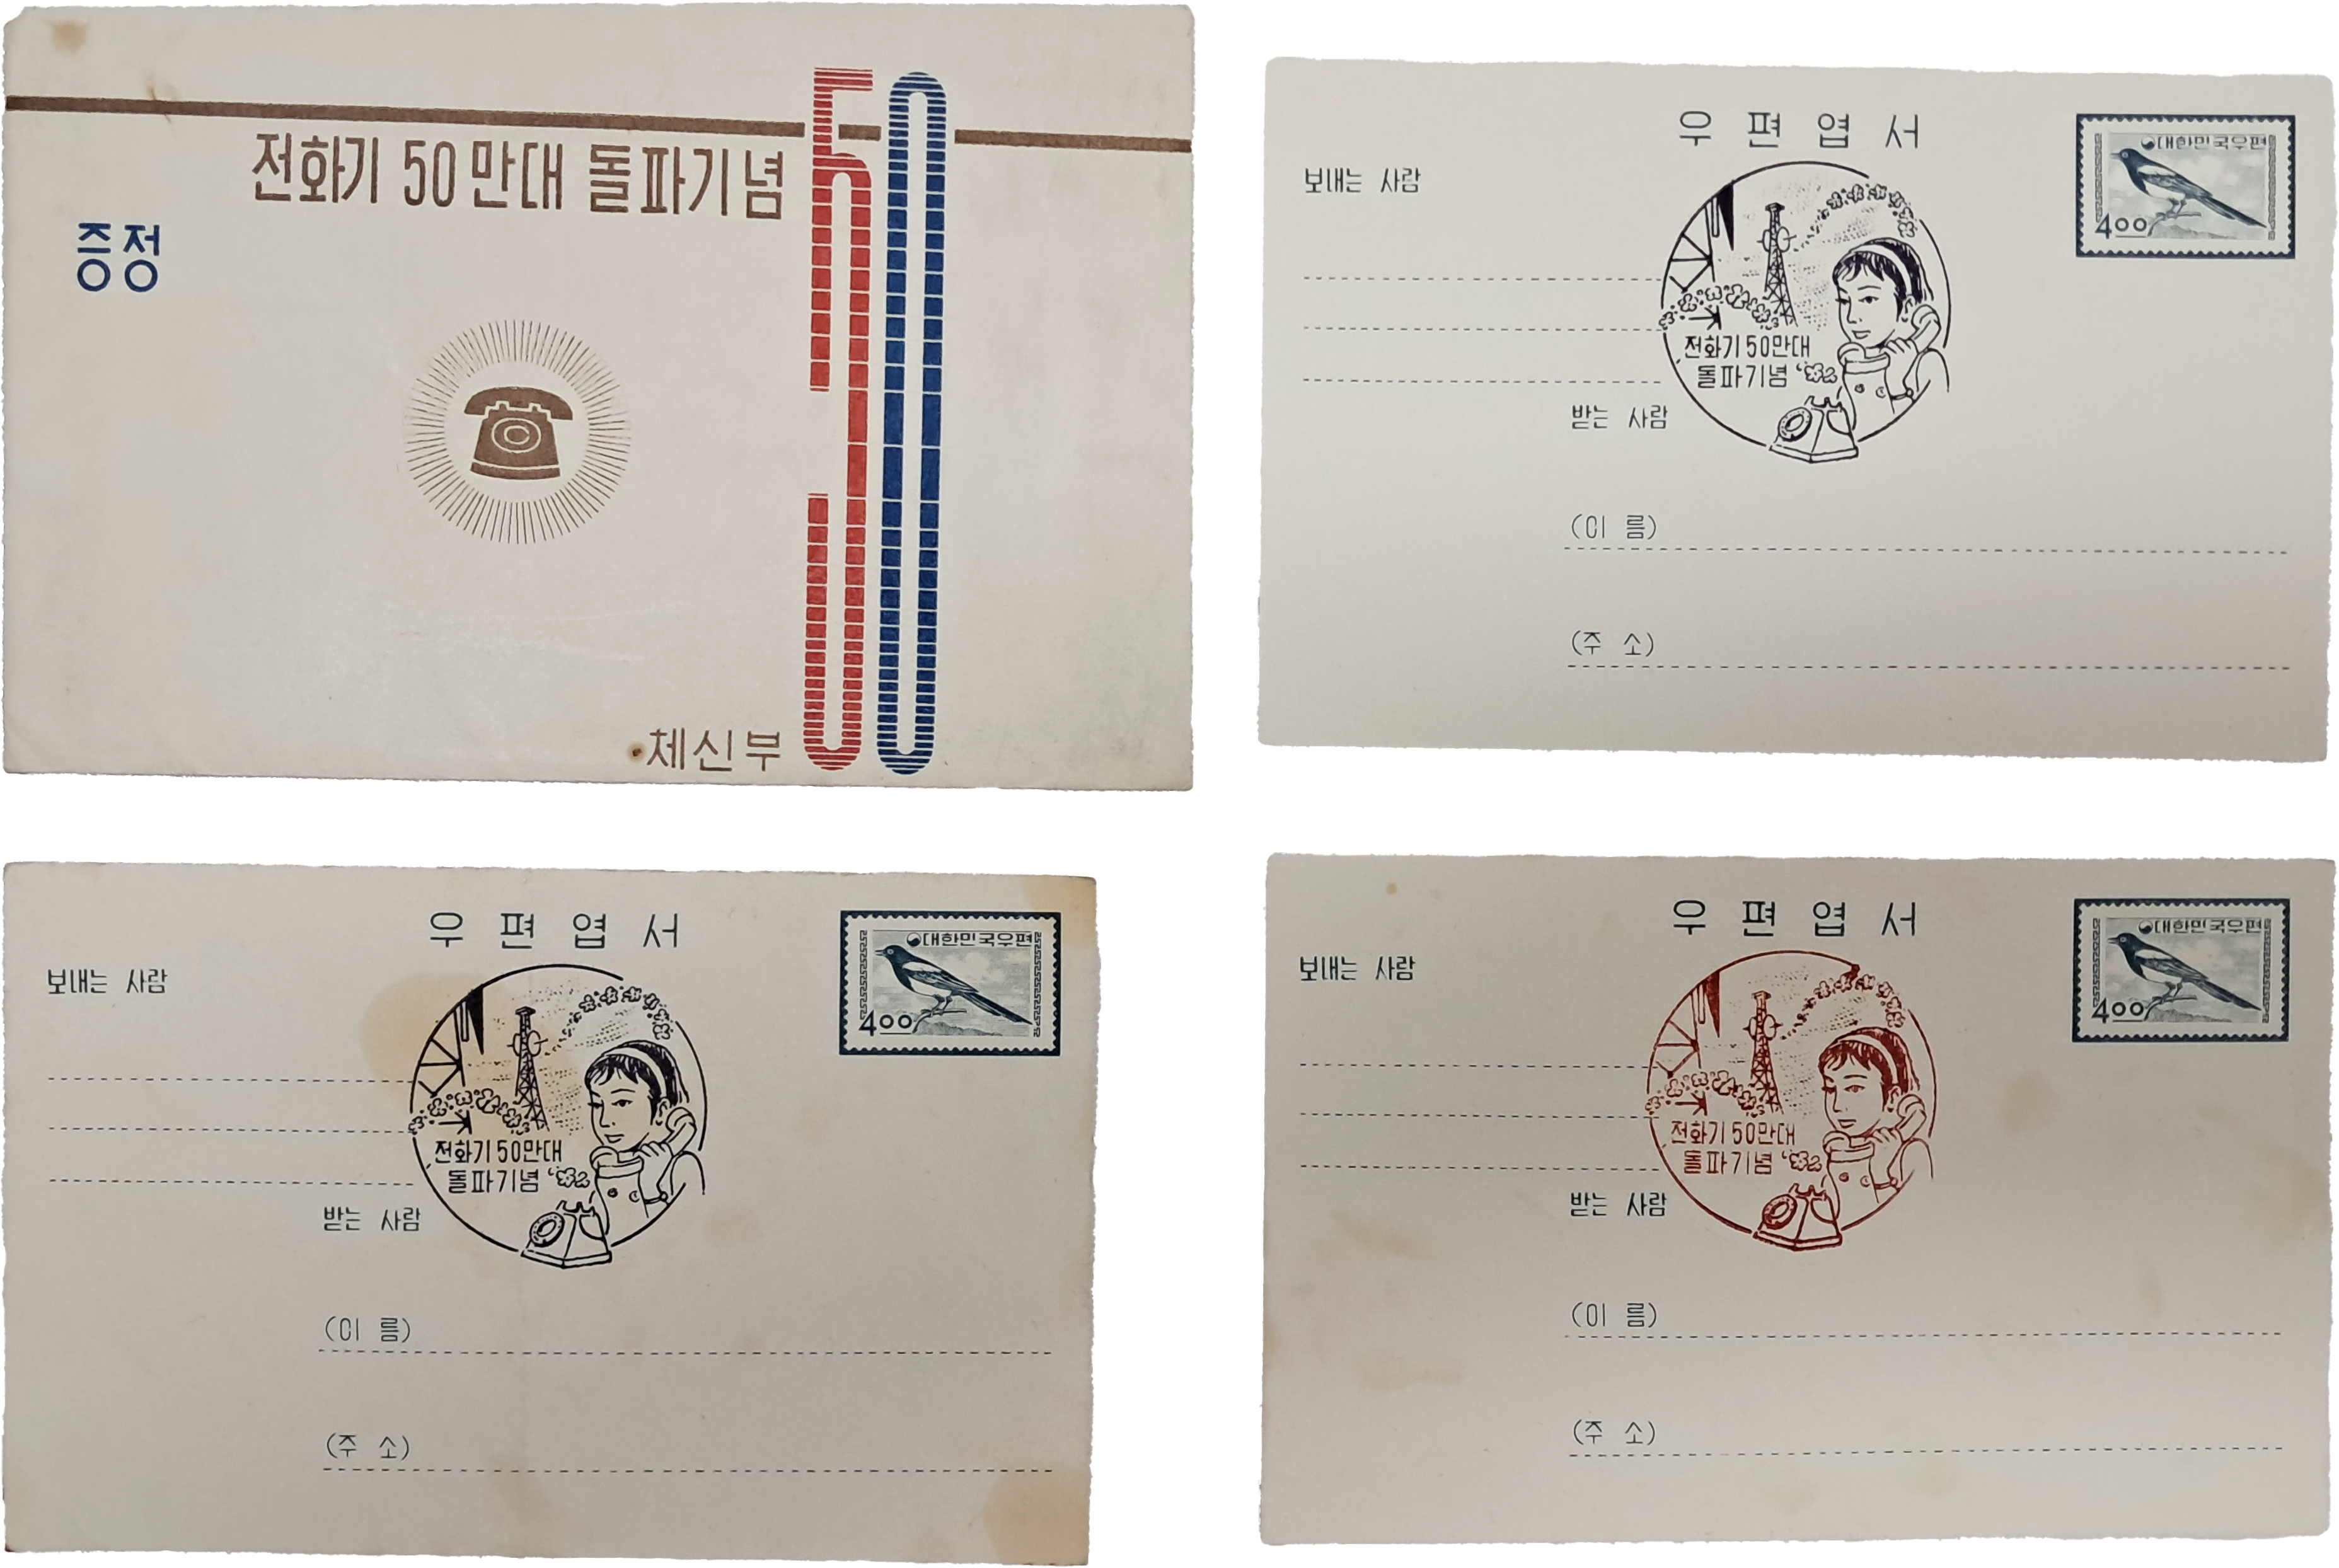 전화기 50만대 돌파기념
50
증정
체신부
우편엽서
대한민국우편
400
보내는 사람
전화기 50만대
돌파기념
받는 사람
(이 름)
(주 소)
우편엽서
대한민국우편
400
보내는 사람
전화기 50만대
돌파기념
받는 사람
(이 름)
(주 소)
우편엽서
대한민국우편
400
보내는 사람
전화기 50만대
돌파기념
받는 사람
(이 름)
(주 소)